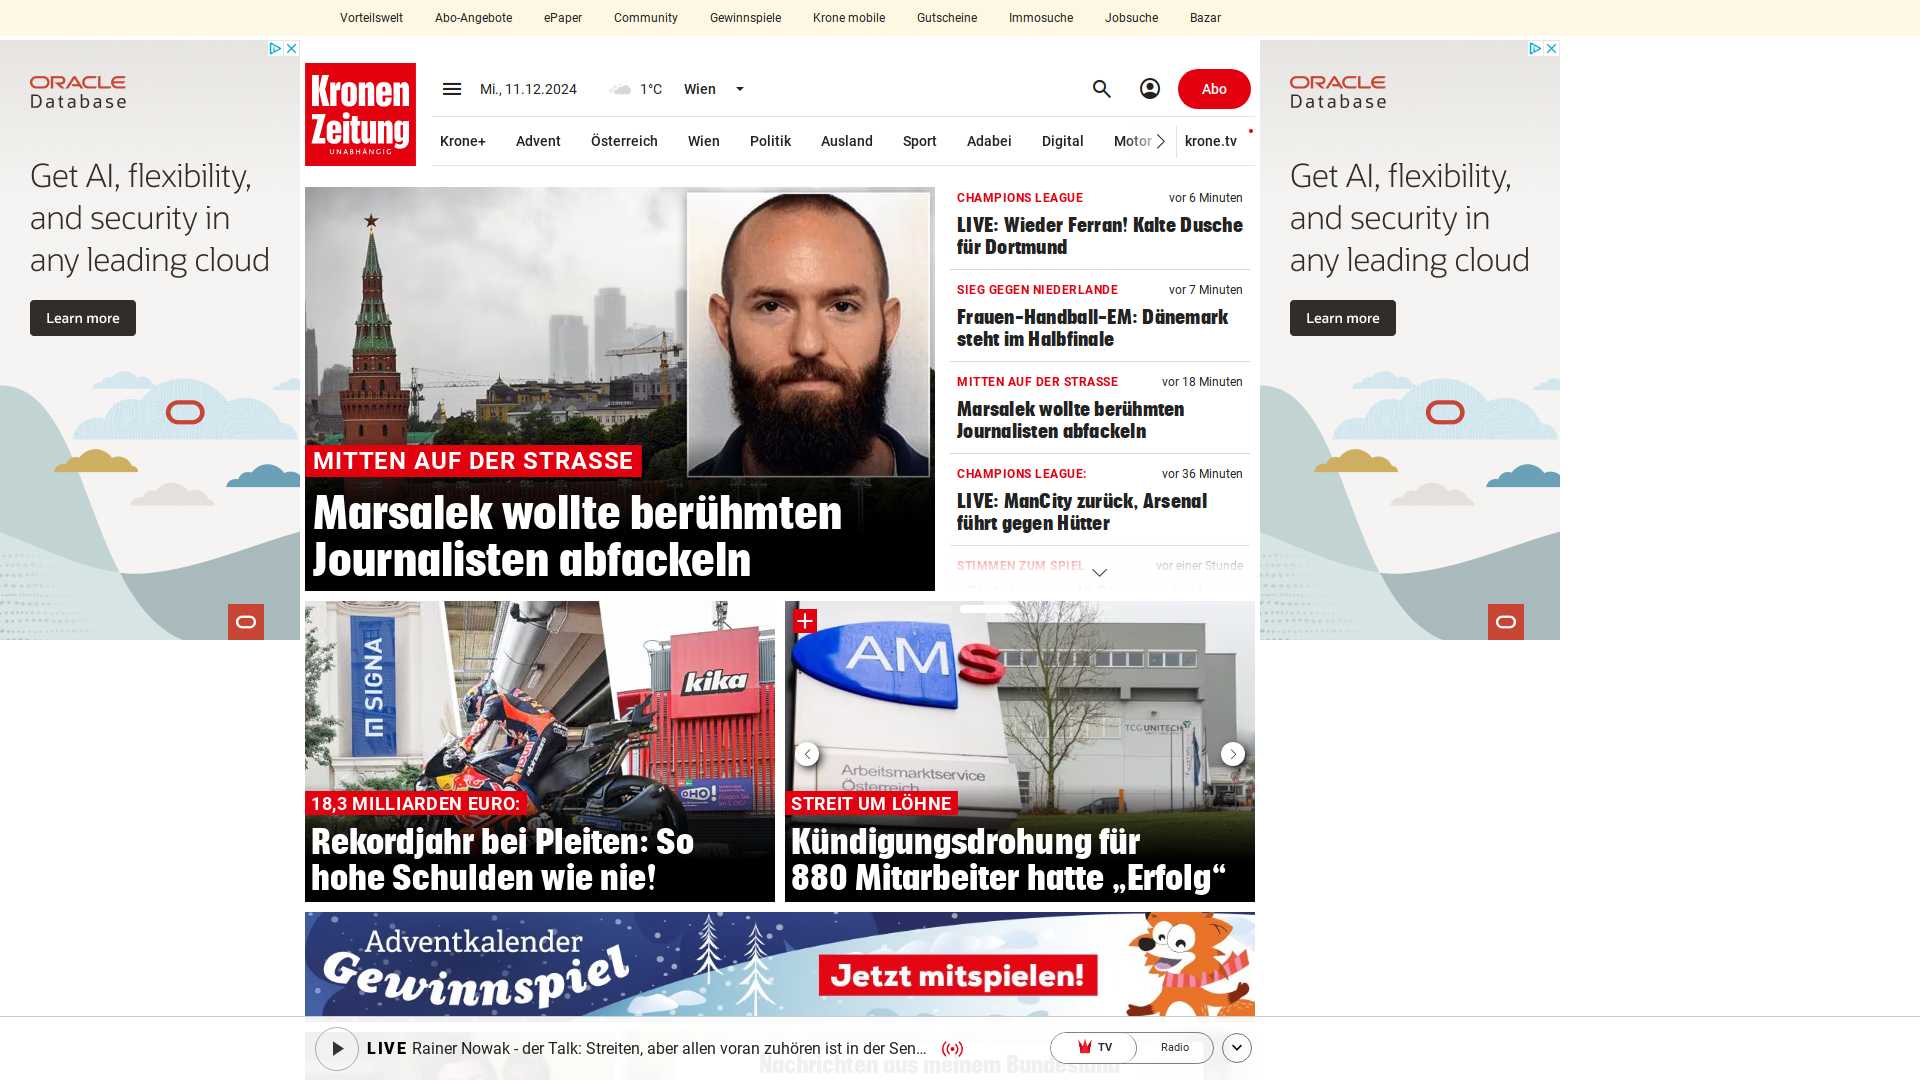 Vorteilswelt Abo-Angebote ePaper Community Gewinnspiele Krone mobile Gutscheine Immosuche Jobsuche Bazar
ORACLE
Database
Get AI, flexibility,
and security in
any leading cloud
Learn more
Kronen
Zeitung
UNABHÄNGIG
Mi., 11.12.2024 1°C Wien
Abo
Krone+ Advent Österreich Wien Politik Ausland Sport Adabei Digital Motor krone.tv
MITTEN AUF DER STRASSE
Marsalek wollte berühmten
Journalisten abfackeln
CHAMPIONS LEAGUE vor 6 Minuten
LIVE: Wieder Ferran! Kalte Dusche
für Dortmund
SIEG GEGEN NIEDERLANDE vor 7 Minuten
Frauen-Handball-EM: Dänemark
steht im Halbfinale
MITTEN AUF DER STRASSE vor 18 Minuten
Marsalek wollte berühmten
Journalisten abfackeln
CHAMPIONS LEAGUE: vor 36 Minuten
LIVE: ManCity zurück, Arsenal
führt gegen Hütter
STIMMEN ZUM SPIEL vor einer Stunde
ORACLE
Database
Get AI, flexibility,
and security in
any leading cloud
Learn more
SIGNA
kika
OHO!
18,3 MILLIARDEN EURO:
Rekordjahr bei Pleiten: So
hohe Schulden wie nie!
AMS
TCG UNITECH
Arbeitsmarktservice
Österreich
STREIT UM LÖHNE
Kündigungsdrohung für
880 Mitarbeiter hatte „Erfolg“
Adventkalender
Gewinnspiel
Jetzt mitspielen!
LIVE Rainer Nowak - der Talk: Streiten, aber allen voran zuhören ist in der Sen...
TV Radio
Nachrichten aus meinem Bundesland